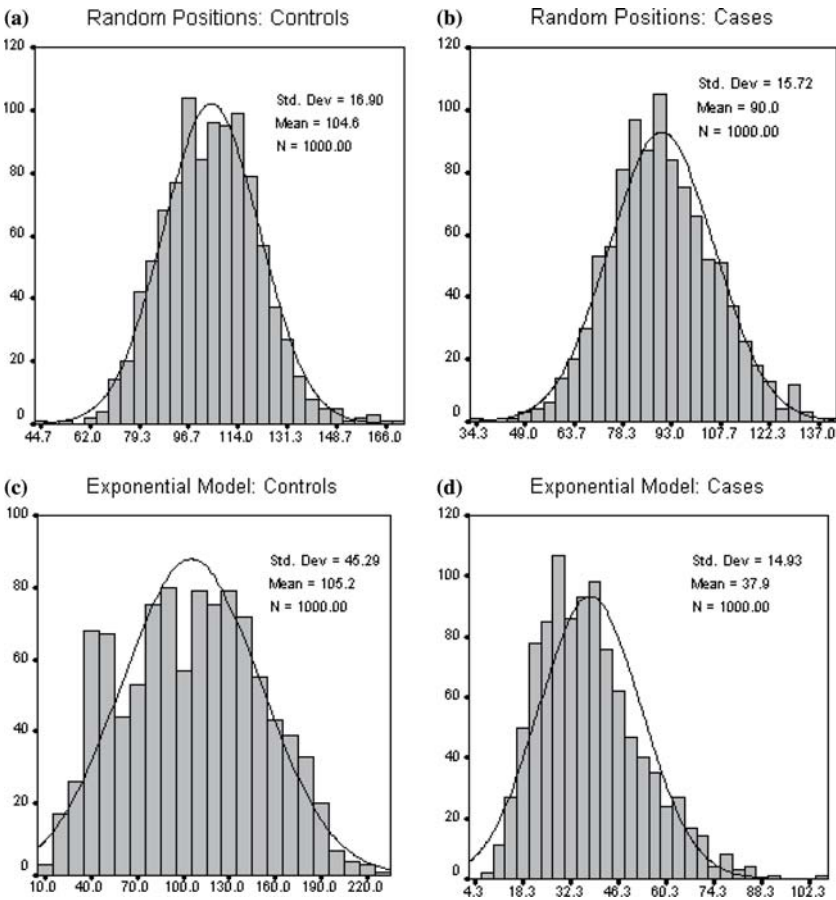 (a) Random Positions: Controls
120
100
80
60
40
20
0
Std. Dev = 16.90
Mean = 104.6
N = 1000.00
44.7 62.0 79.3 96.7 114.0 131.3 148.7 166.0
(b) Random Positions: Cases
120
100
80
60
40
20
0
Std. Dev = 15.72
Mean = 90.0
N = 1000.00
34.3 49.0 63.7 78.3 93.0 107.7 122.3 137.0
(c) Exponential Model: Controls
100
80
60
40
20
0
Std. Dev = 45.29
Mean = 105.2
N = 1000.00
10.0 40.0 70.0 100.0 130.0 160.0 190.0 220.0
(d) Exponential Model: Cases
120
100
80
60
40
20
0
Std. Dev = 14.93
Mean = 37.9
N = 1000.00
4.3 18.3 32.3 46.3 60.3 74.3 88.3 102.3